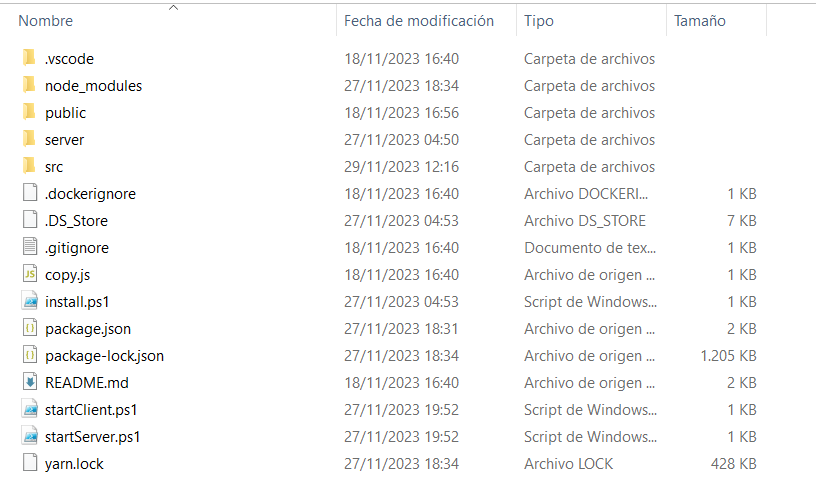 Nombre Fecha de modificación Tipo Tamaño
.vscode 18/11/2023 16:40 Carpeta de archivos
node_modules 27/11/2023 18:34 Carpeta de archivos
public 18/11/2023 16:56 Carpeta de archivos
server 27/11/2023 04:50 Carpeta de archivos
src 29/11/2023 12:16 Carpeta de archivos
.dockerignore 18/11/2023 16:40 Archivo DOCKERI... 1 KB
.DS_Store 27/11/2023 04:53 Archivo DS_STORE 7 KB
.gitignore 18/11/2023 16:40 Documento de tex... 1 KB
copy.js 18/11/2023 16:40 Archivo de origen ... 1 KB
install.ps1 27/11/2023 04:53 Script de Windows... 1 KB
package.json 27/11/2023 18:31 Archivo de origen ... 2 KB
package-lock.json 27/11/2023 18:34 Archivo de origen ... 1.205 KB
README.md 18/11/2023 16:40 Archivo de origen ... 2 KB
startClient.ps1 27/11/2023 19:52 Script de Windows... 1 KB
startServer.ps1 27/11/2023 19:52 Script de Windows... 1 KB
yarn.lock 27/11/2023 18:34 Archivo LOCK 428 KB